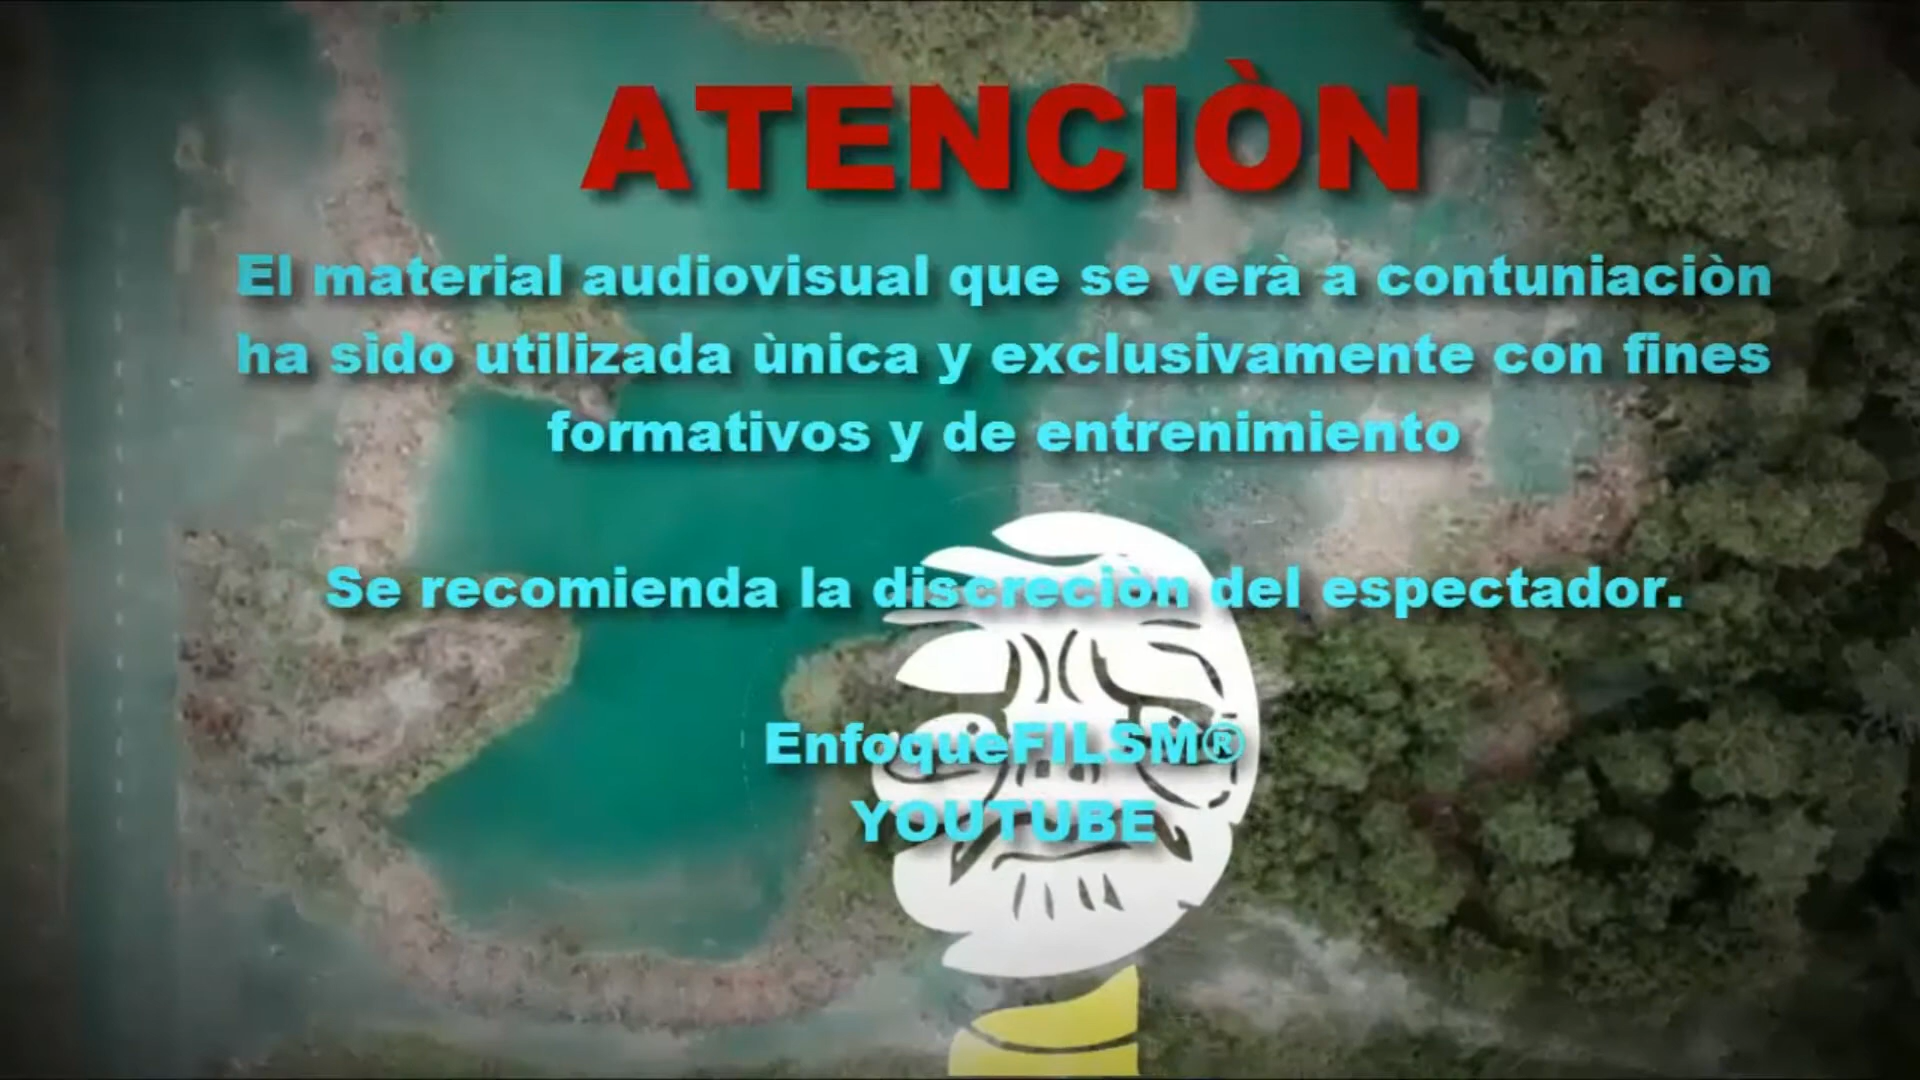 ATENCIÒN
El material audiovisual que se verà a contuniaciòn
ha sìdo utilizada ùnica y exclusivamente con fines
formativos y de entrenimiento
Se recomienda la discreciòn del espectador.
EnfoqueFILSM®
YOUTUBE